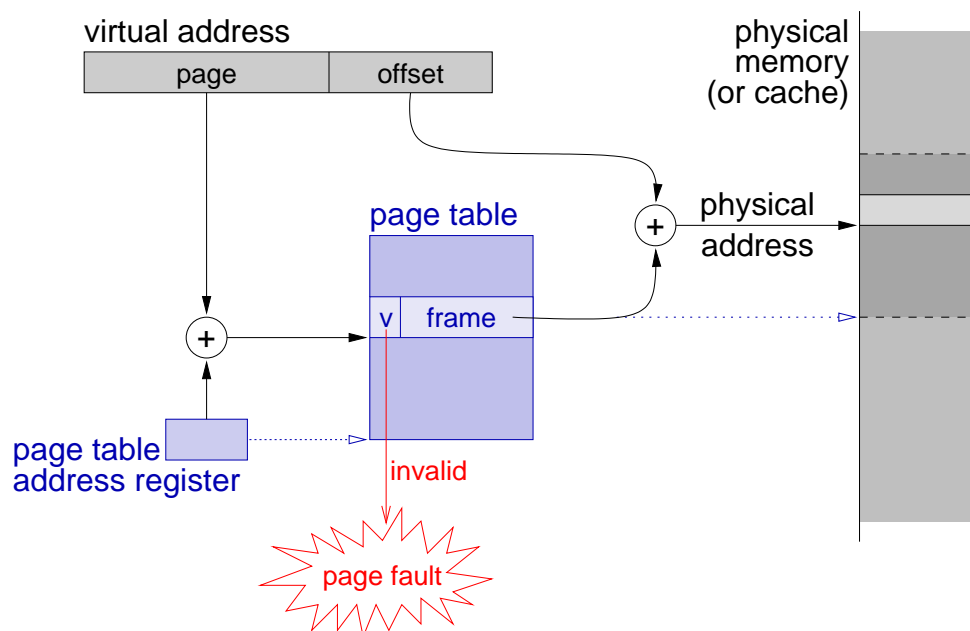 virtual address
page
offset
physical
memory
(or cache)
page table
+
physical
address
v
frame
+
page table
address register
invalid
page fault